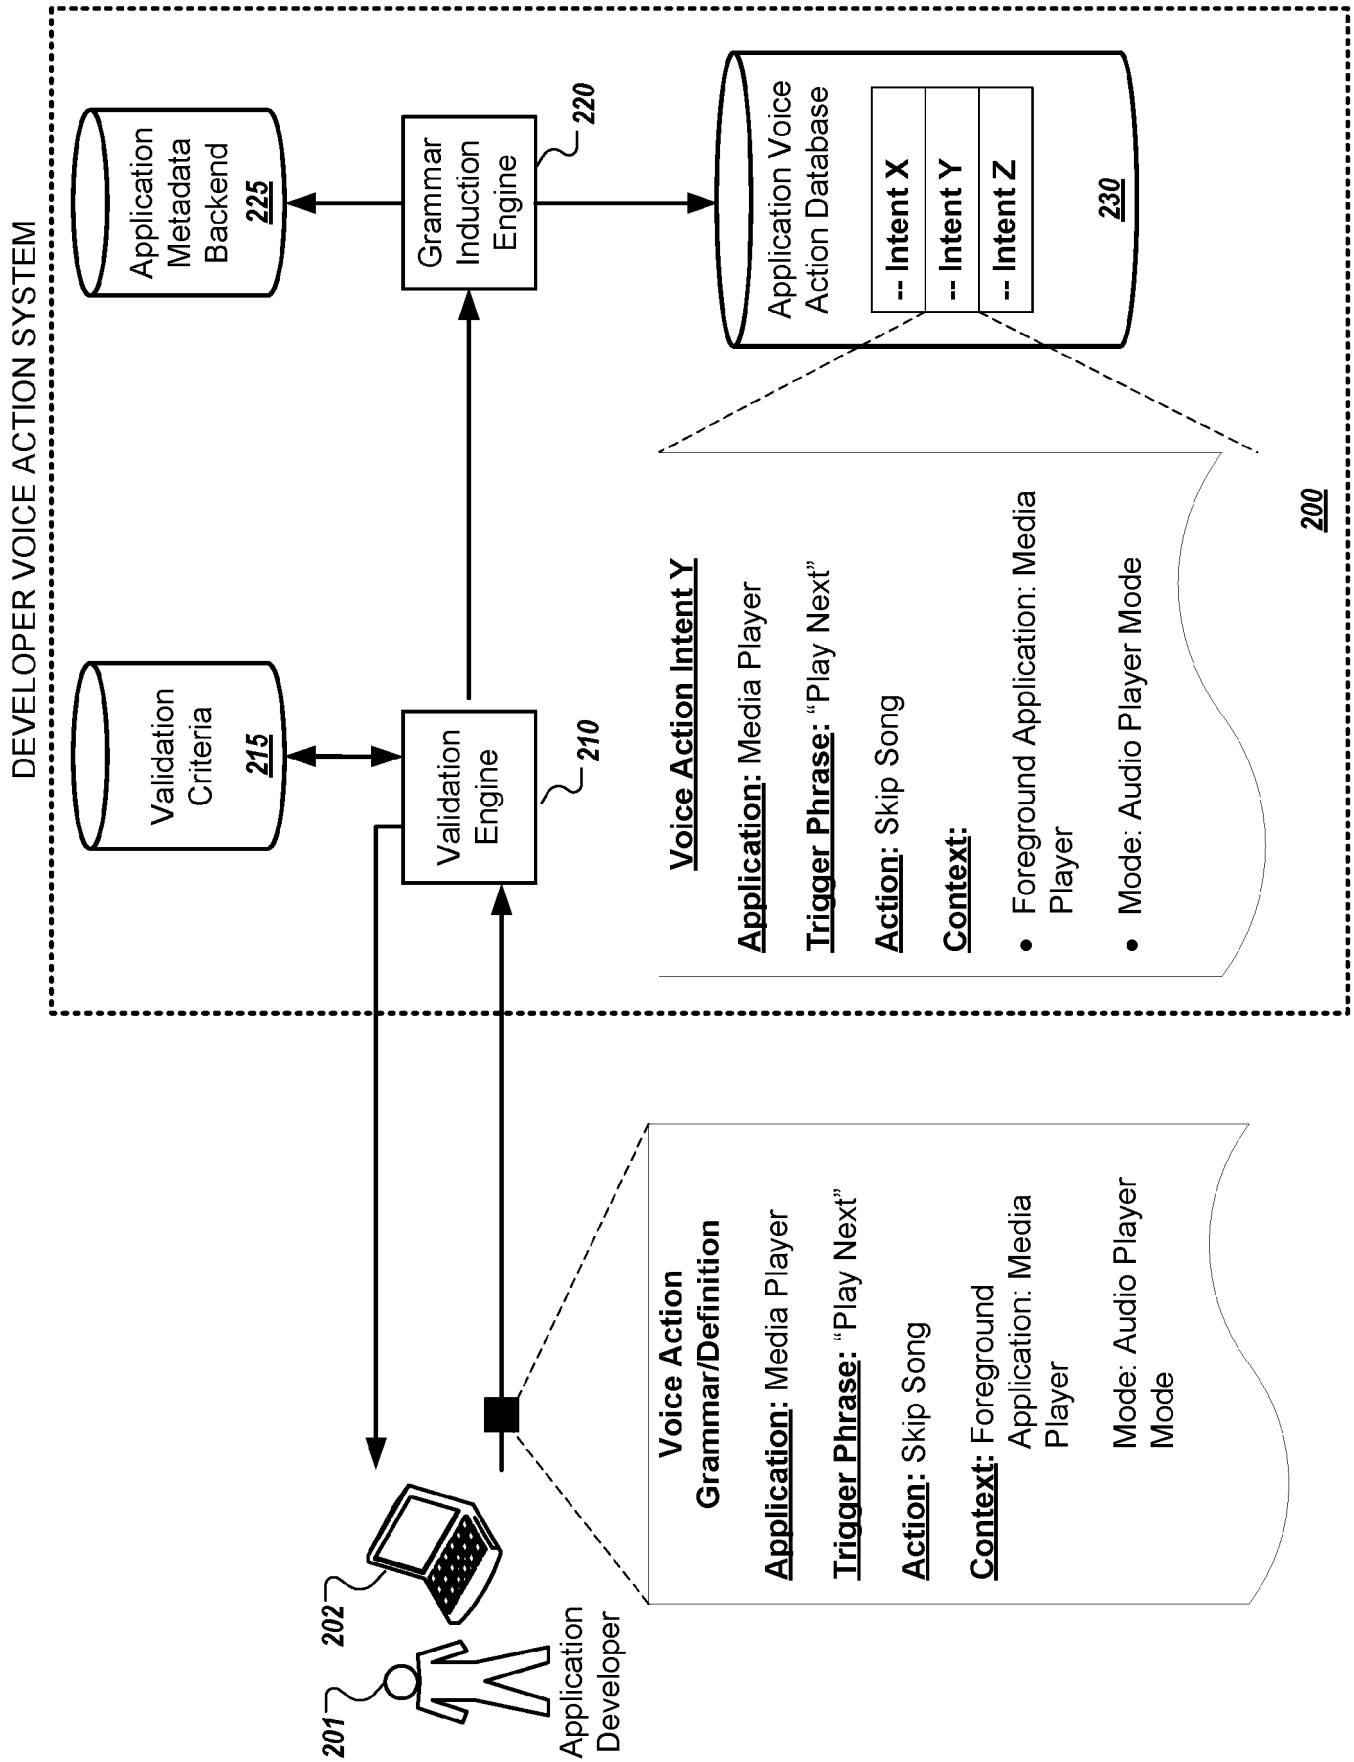 DEVELOPER VOICE ACTION SYSTEM
201
202
Application
Developer
Validation
Criteria
215
Application
Metadata
Backend
225
Validation
Engine
210
Grammar
Induction
Engine
220
Voice Action
Grammar/Definition
Application: Media Player
Trigger Phrase: “Play Next”
Action: Skip Song
Context: Foreground
Application: Media
Player
Mode: Audio Player
Mode
Voice Action Intent Y
Application: Media Player
Trigger Phrase: “Play Next”
Action: Skip Song
Context:
• Foreground Application: Media
Player
• Mode: Audio Player Mode
Application Voice
Action Database
-- Intent X
-- Intent Y
-- Intent Z
230
200